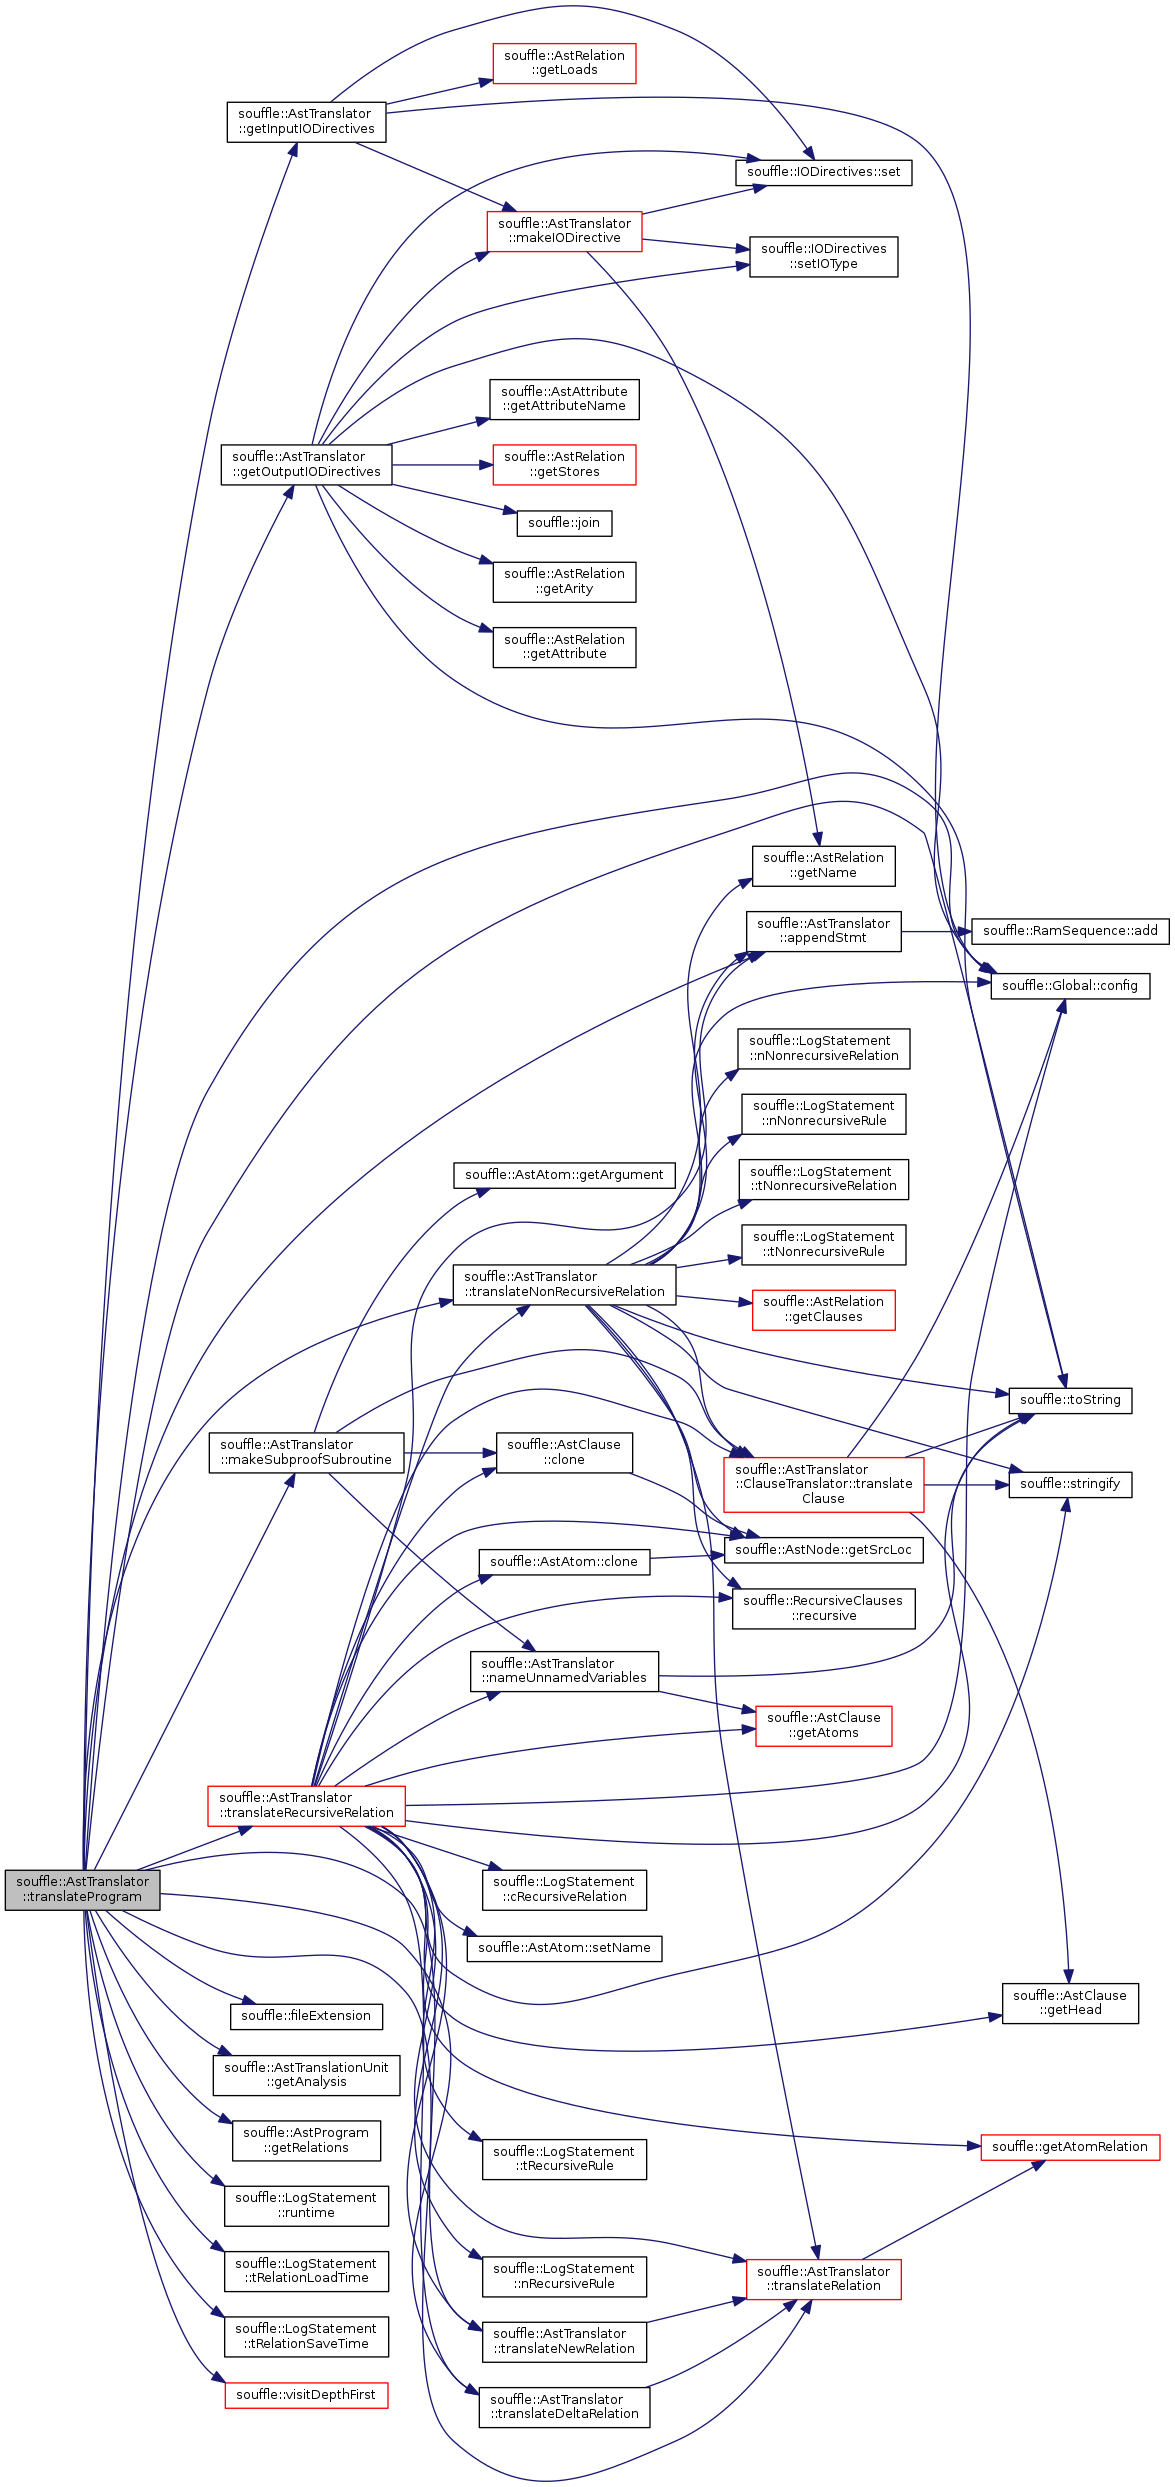 souffle::AstRelation
::getLoads
souffle::AstTranslator
::getInputIODirectives
souffle::IODirectives::set
souffle::AstTranslator
::makeIODirective
souffle::IODirectives
::setIOType
souffle::AstAttribute
::getAttributeName
souffle::AstTranslator
::getOutputIODirectives
souffle::AstRelation
::getStores
souffle::join
souffle::AstRelation
::getArity
souffle::AstRelation
::getAttribute
souffle::AstRelation
::getName
souffle::AstTranslator
::appendStmt
souffle::RamSequence::add
souffle::Global::config
souffle::LogStatement
::nNonrecursiveRelation
souffle::LogStatement
::nNonrecursiveRule
souffle::AstAtom::getArgument
souffle::LogStatement
::tNonrecursiveRelation
souffle::LogStatement
::tNonrecursiveRule
souffle::AstTranslator
::translateNonRecursiveRelation
souffle::AstRelation
::getClauses
souffle::toString
souffle::AstTranslator
::makeSubproofSubroutine
souffle::AstClause
::clone
souffle::AstTranslator
::ClauseTranslator::translate
Clause
souffle::stringify
souffle::AstNode::getSrcLoc
souffle::AstAtom::clone
souffle::RecursiveClauses
::recursive
souffle::AstTranslator
::nameUnnamedVariables
souffle::AstClause
::getAtoms
souffle::AstTranslator
::translateRecursiveRelation
souffle::AstTranslator
::translateProgram
souffle::LogStatement
::cRecursiveRelation
souffle::AstAtom::setName
souffle::fileExtension
souffle::AstClause
::getHead
souffle::AstTranslationUnit
::getAnalysis
souffle::AstProgram
::getRelations
souffle::LogStatement
::tRecursiveRule
souffle::getAtomRelation
souffle::LogStatement
::runtime
souffle::LogStatement
::tRelationLoadTime
souffle::LogStatement
::nRecursiveRule
souffle::AstTranslator
::translateRelation
souffle::LogStatement
::tRelationSaveTime
souffle::AstTranslator
::translateNewRelation
souffle::visitDepthFirst
souffle::AstTranslator
::translateDeltaRelation